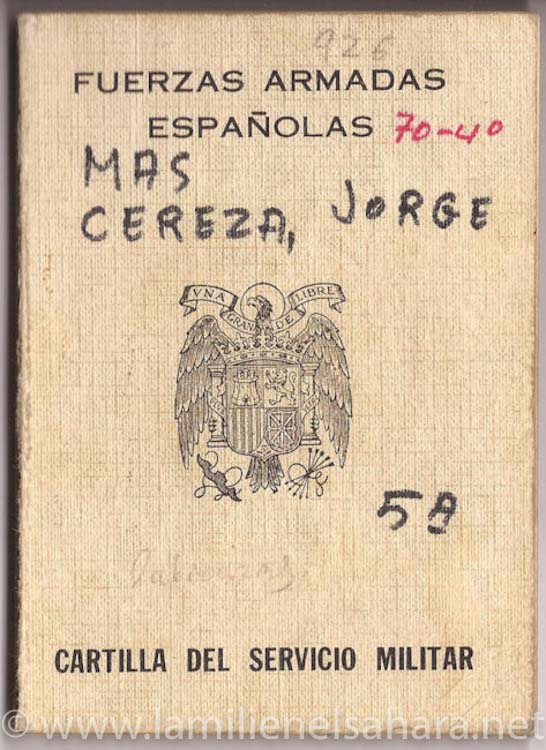 926
FUERZAS ARMADAS
ESPAÑOLAS 70-40
MAS
CEREZA, JORGE
VNA GRANDE LIBRE
5A
CARTILLA DEL SERVICIO MILITAR
© www.lamilienelsahara.net